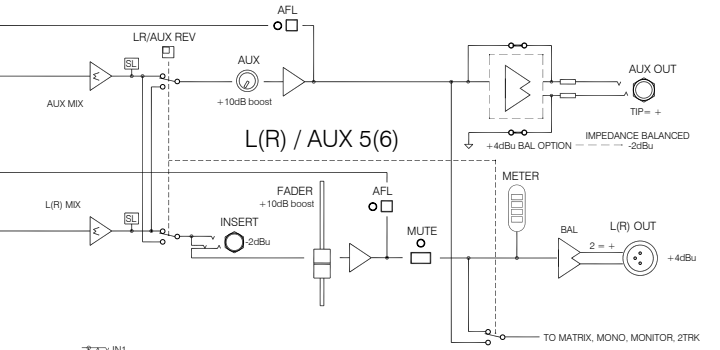 AFL
LR/AUX REV
SL
AUX
AUX MIX
+10dB boost
AUX OUT
TIP= +
L(R) / AUX 5(6)
+4dBu BAL OPTION
IMPEDANCE BALANCED
-2dBu
METER
L(R) MIX
SL
FADER
+10dB boost
AFL
INSERT
-2dBu
MUTE
BAL
L(R) OUT
2 = +
+4dBu
TO MATRIX, MONO, MONITOR, 2TRK
IN1